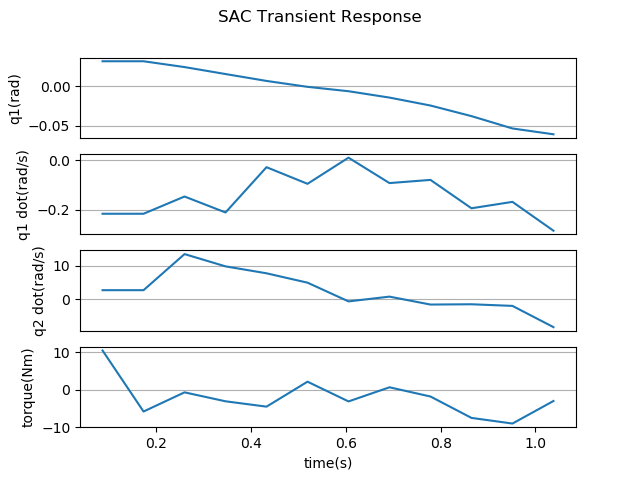 SAC Transient Response
0.00
−0.05
q1(rad)
0.0
−0.2
q1 dot(rad/s)
10
0
q2 dot(rad/s)
10
0
−10
torque(Nm)
0.2 0.4 0.6 0.8 1.0
time(s)